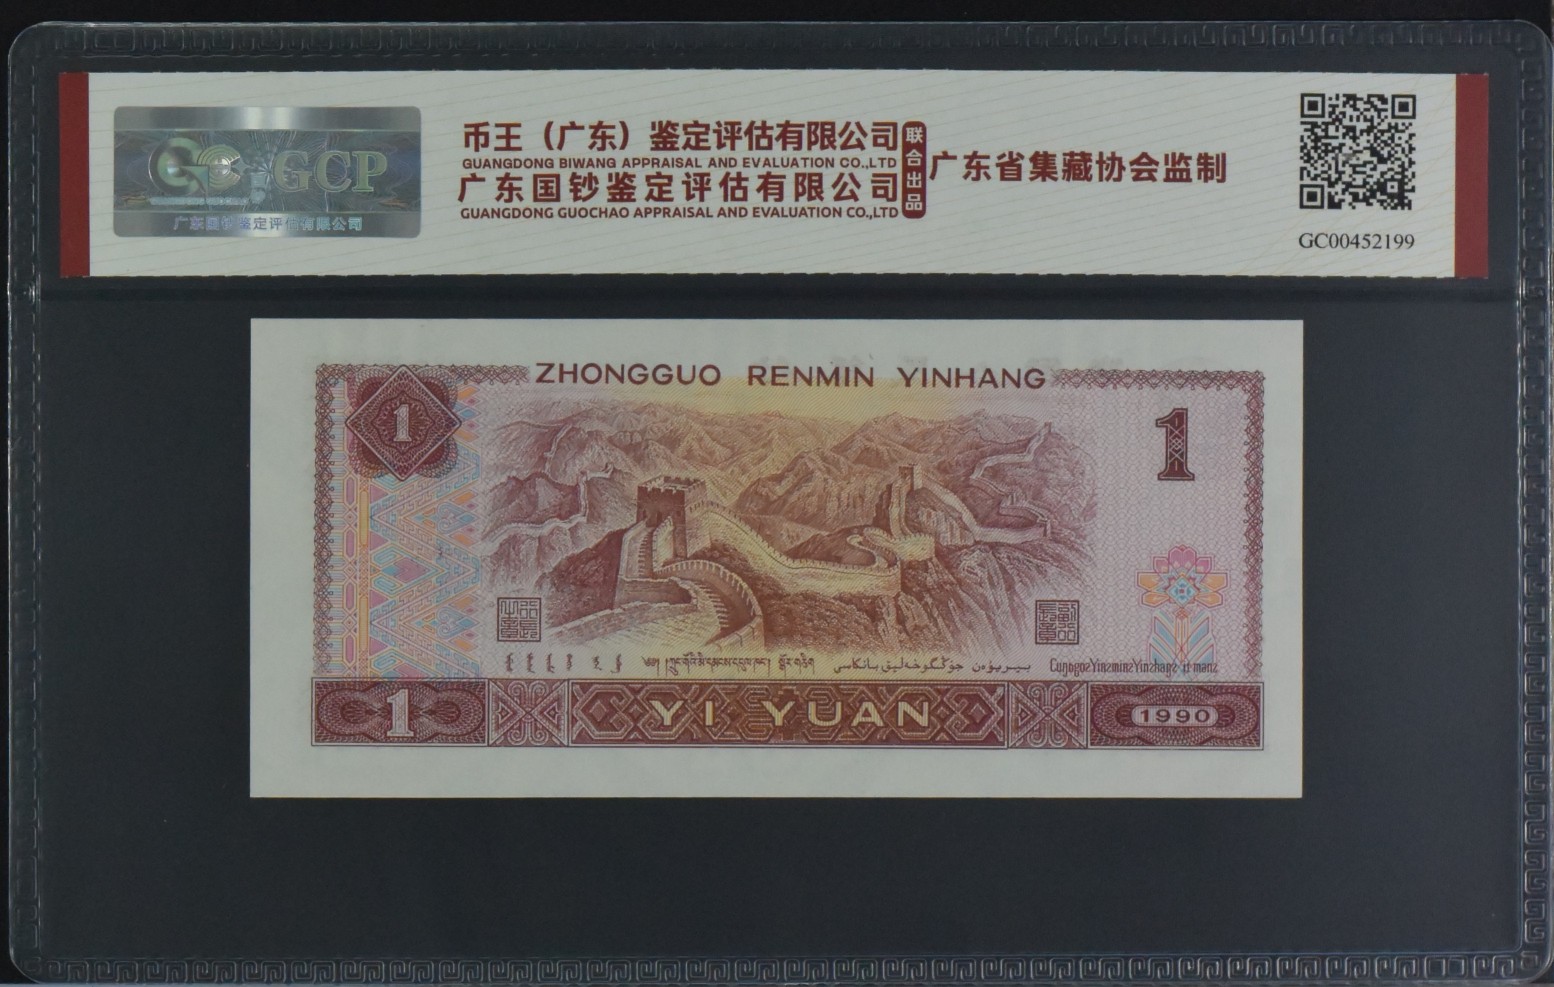 GCP
广东国钞鉴定评估有限公司
币王（广东）鉴定评估有限公司
GUANGDONG BIWANG APPRAISAL AND EVALUATION CO.,LTD
广东国钞鉴定评估有限公司
GUANGDONG GUOCHAO APPRAISAL AND EVALUATION CO.,LTD
联合出品
广东省集藏协会监制
GC00452199
ZHONGGUO RENMIN YINHANG
1
1
1
YI YUAN
1990